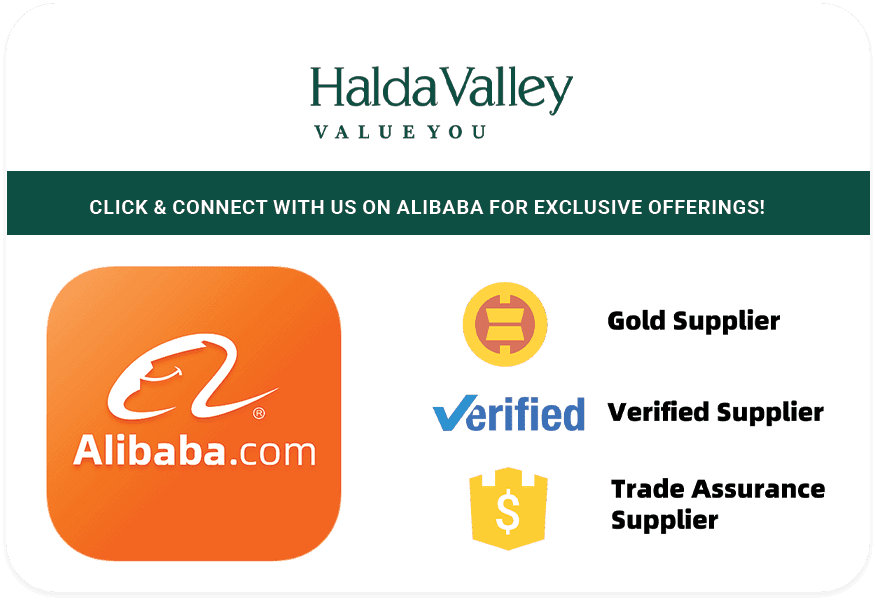 HaldaValley
VALUE YOU
CLICK & CONNECT WITH US ON ALIBABA FOR EXCLUSIVE OFFERINGS!
Alibaba.com
®
Gold Supplier
Verified
Verified Supplier
$
Trade Assurance
Supplier